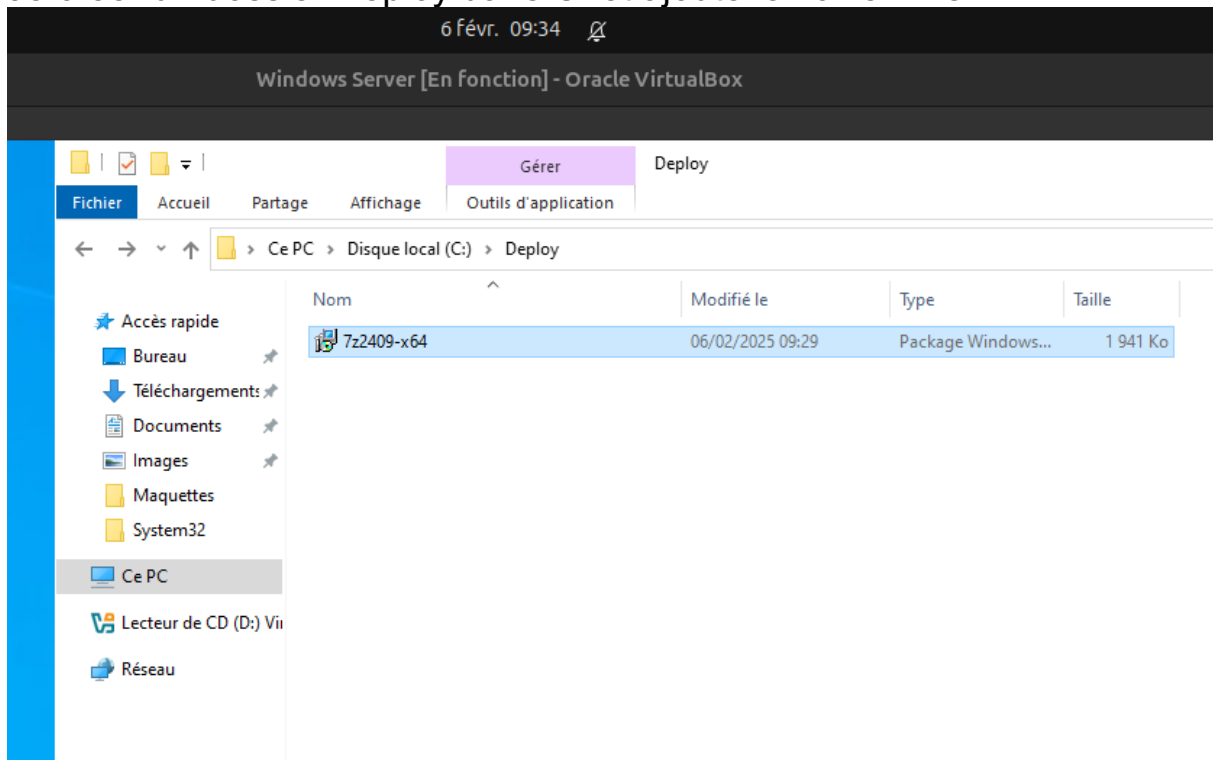 6 févr. 09:34
Windows Server [En fonction] - Oracle VirtualBox
Gérer Deploy
Fichier Accueil Partage Affichage Outils d'application
Ce PC > Disque local (C:) > Deploy
Nom Modifié le Type Taille
Accès rapide
7z2409-x64 06/02/2025 09:29 Package Windows... 1 941 Ko
Bureau
Téléchargements
Documents
Images
Maquettes
System32
Ce PC
Lecteur de CD (D:) Vi
Réseau